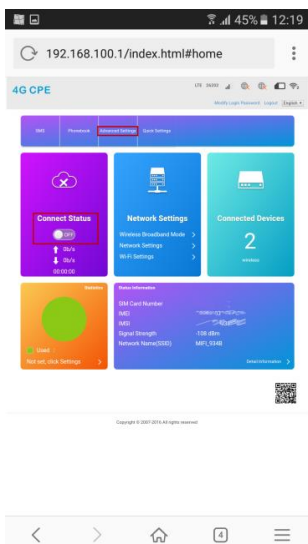 45% 12:19
192.168.100.1/index.html#home
4G CPE
LTE
Modify Login Password Logout English
SMS Phonebook Advanced Settings Quick Settings
Connect Status
OFF
0b/s
0b/s
00:00:00
Network Settings
Wireless Broadband Mode >
Network Settings >
Wi-Fi Settings >
Connected Devices
2
wireless
Statistics
Used :
Not set, click Settings >
Status Information
SIM Card Number
IMEI
IMSI
Signal Strength -108 dBm
Network Name(SSID) MIFI_934B
Detail Information >
Copyright © 2007-2016 All rights reserved
4